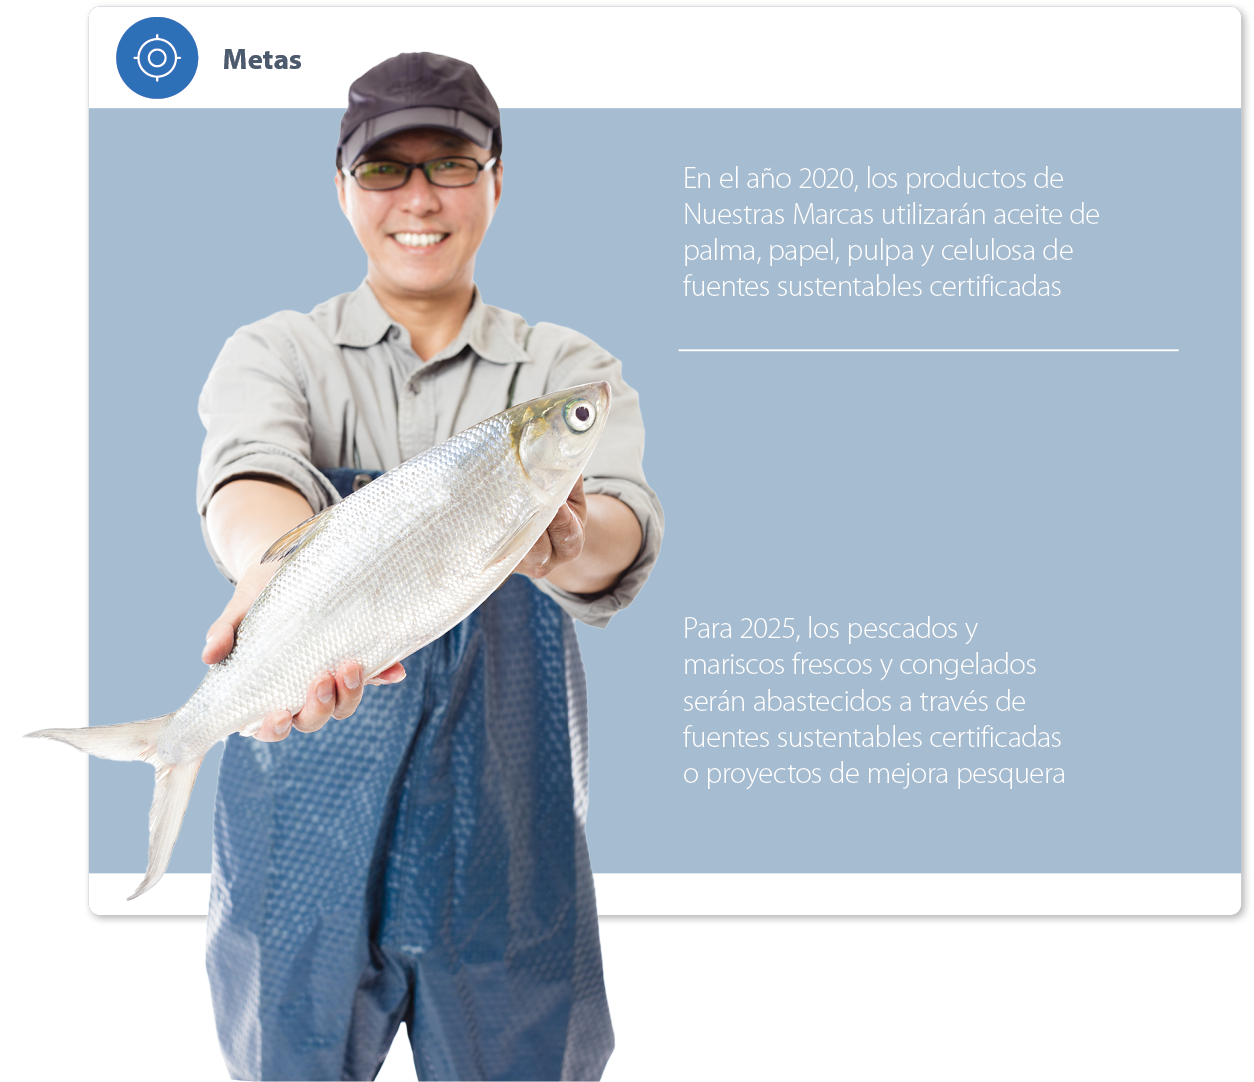 Metas
En el año 2020, los productos de
Nuestras Marcas utilizarán aceite de
palma, papel, pulpa y celulosa de
fuentes sustentables certificadas
Para 2025, los pescados y
mariscos frescos y congelados
serán abastecidos a través de
fuentes sustentables certificadas
o proyectos de mejora pesquera